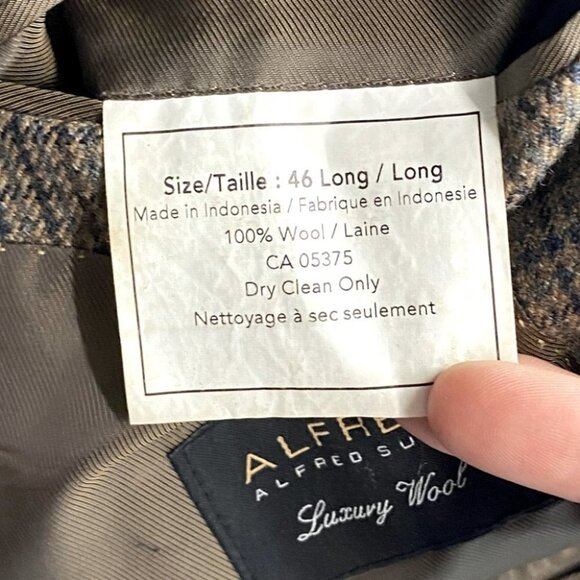 Size/Taille : 46 Long / Long
Made in Indonesia / Fabrique en Indonesie
100% Wool / Laine
CA 05375
Dry Clean Only
Nettoyage à sec seulement
ALFRED
Luxury Wool